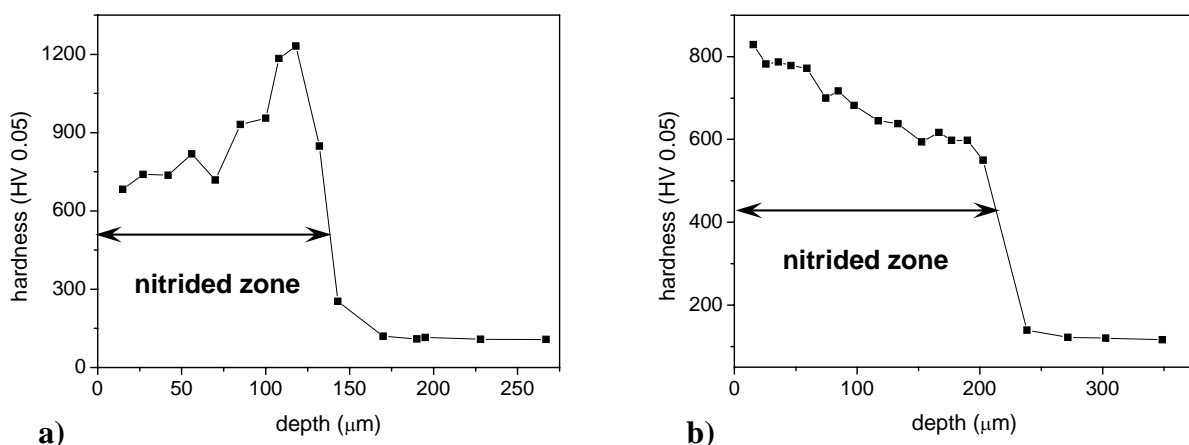 1200
900
600
300
0
hardness (HV 0.05)
nitrided zone
0 50 100 150 200 250
depth (μm)
a)
800
600
400
200
hardness (HV 0.05)
nitrided zone
0 100 200 300
depth (μm)
b)